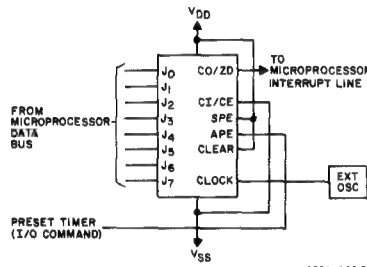 VDD
J0 CO/ZD
J1
J2 CI/CE
J3 SPE
J4 APE
J5 CLEAR
J6
J7 CLOCK
TO
MICROPROCESSOR
INTERRUPT LINE
FROM
MICROPROCESSOR
DATA
BUS
EXT
OSC
PRESET TIMER
(I/O COMMAND)
VSS